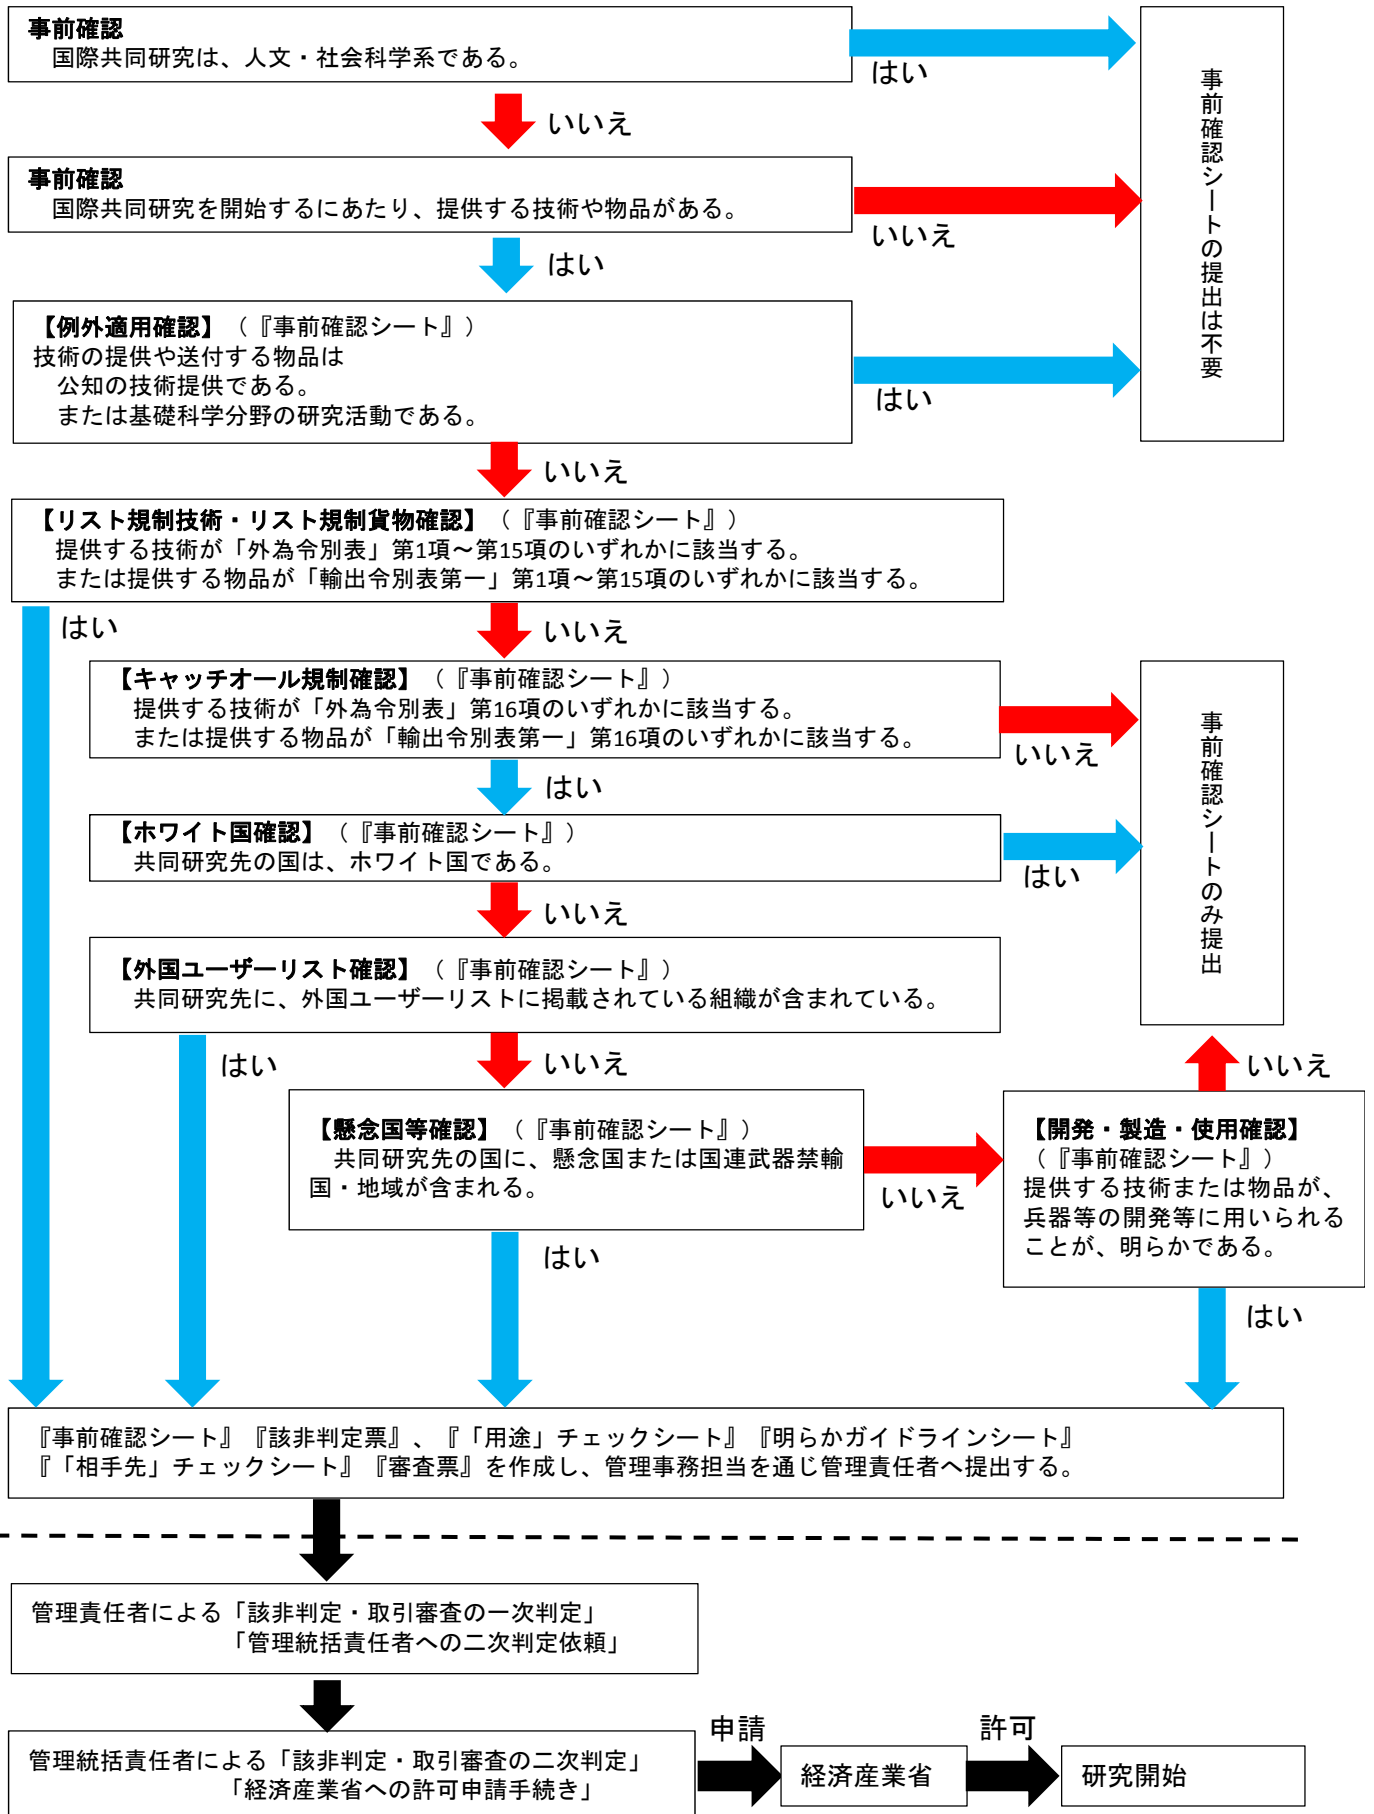 事前確認
国際共同研究は、人文・社会科学系である。
はい
いいえ
事前確認
国際共同研究を開始するにあたり、提供する技術や物品がある。
いいえ
はい
事前確認シートの提出は不要
【例外適用確認】（『事前確認シート』）
技術の提供や送付する物品は
公知の技術提供である。
または基礎科学分野の研究活動である。
はい
いいえ
【リスト規制技術・リスト規制貨物確認】（『事前確認シート』）
提供する技術が「外為令別表」第1項～第15項のいずれかに該当する。
または提供する物品が「輸出令別表第一」第1項～第15項のいずれかに該当する。
はい
いいえ
【キャッチオール規制確認】（『事前確認シート』）
提供する技術が「外為令別表」第16項のいずれかに該当する。
または提供する物品が「輸出令別表第一」第16項のいずれかに該当する。
いいえ
はい
事前確認シートのみ提出
【ホワイト国確認】（『事前確認シート』）
共同研究先の国は、ホワイト国である。
はい
いいえ
【外国ユーザーリスト確認】（『事前確認シート』）
共同研究先に、外国ユーザーリストに掲載されている組織が含まれている。
はい
いいえ
いいえ
【懸念国等確認】（『事前確認シート』）
共同研究先の国に、懸念国または国連武器禁輸
国・地域が含まれる。
いいえ
はい
【開発・製造・使用確認】
（『事前確認シート』）
提供する技術または物品が、
兵器等の開発等に用いられる
ことが、明らかである。
はい
『事前確認シート』『該非判定票』、『「用途」チェックシート』『明らかガイドラインシート』
『「相手先」チェックシート』『審査票』を作成し、管理事務担当を通じ管理責任者へ提出する。
管理責任者による「該非判定・取引審査の一次判定」
「管理統括責任者への二次判定依頼」
管理統括責任者による「該非判定・取引審査の二次判定」
「経済産業省への許可申請手続き」
申請
経済産業省
許可
研究開始